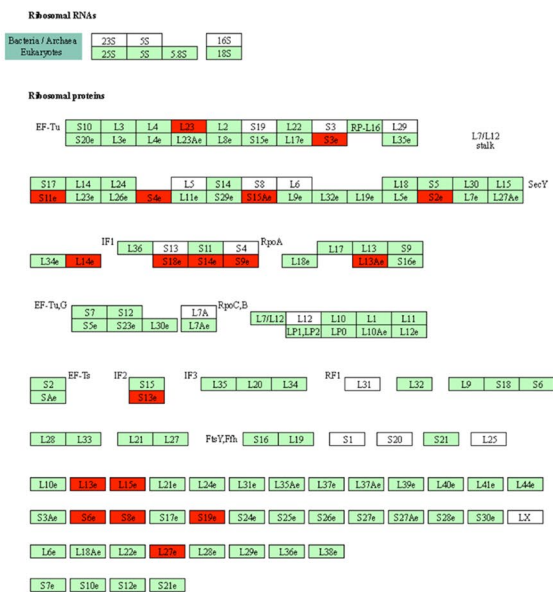 Ribosomal RNAs
Bacteria / Archaea 23S 5S 16S
Eukaryotes 25S 5S 5.8S 18S
Ribosomal proteins
EF-Tu S10 L3 L4 L23 L2 S19 L22 S3 RP-L16 L29
S20e L3e L4e L23Ae L8e S15e L17e S3e L35e
L7/L12
stalk
S17 L14 L24 L5 S14 S8 L6 L18 S5 L30 L15 SecY
S11e L23e L26e S4e L11e S29e S15Ae L9e L32e L19e L5e S2e L7e L27Ae
IF1 L36 S13 S11 S4 RpoA L17 L13 S9
L34e L14e S18e S14e S9e L18e L13Ae S16e
EF-Tu,G S7 S12 L7A RpoC,B L7/L12 L12 L10 L1 L11
S5e S23e L30e L7Ae LP1,LP2 LP0 L10Ae L12e
S2 EF-Ts IF2 S15 IF3 L35 L20 L34 RF1 L31 L32 L9 S18 S6
SAe S13e
L28 L33 L21 L27 FtsY,Ffh S16 L19 S1 S20 S21 L25
L10e L13e L15e L21e L24e L31e L35Ae L37e L37Ae L39e L40e L41e L44e
S3Ae S6e S8e S17e S19e S24e S25e S26e S27e S27Ae S28e S30e LX
L6e L18Ae L22e L27e L28e L29e L36e L38e
S7e S10e S12e S21e